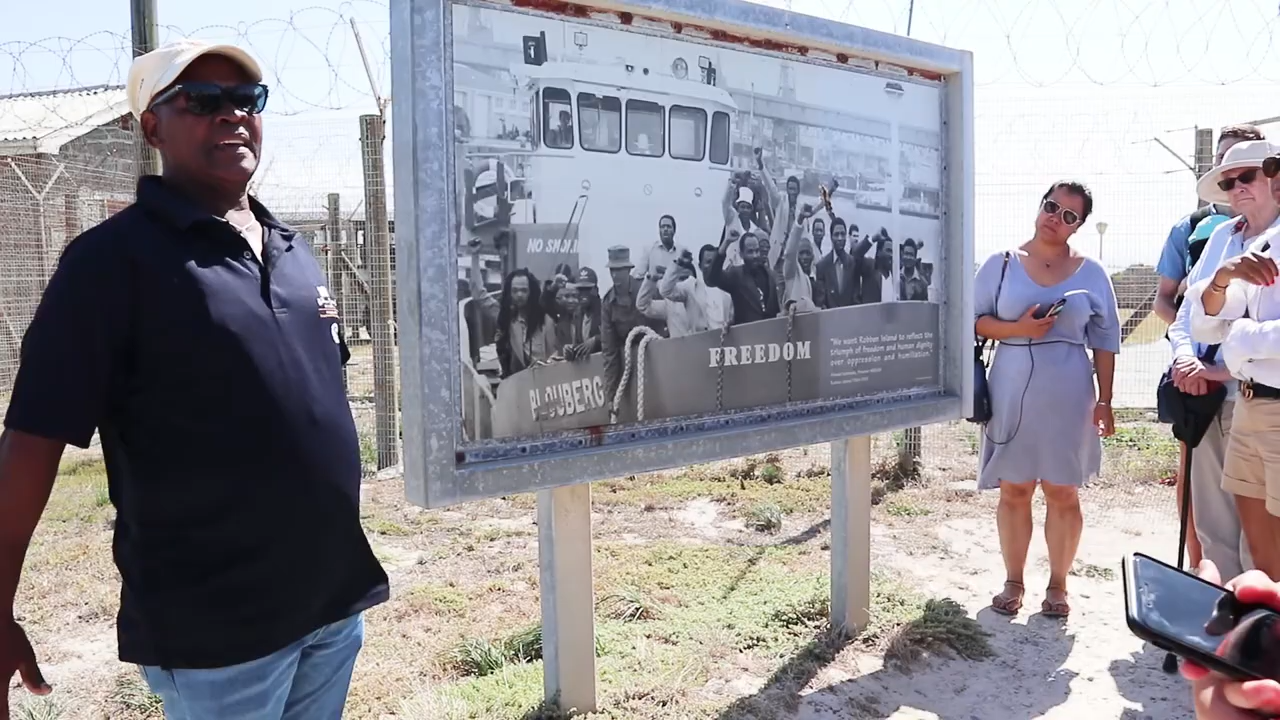 NO SMOKI
BLOUBERG
FREEDOM
"We want Robben Island to reflect the
triumph of freedom and human dignity
over oppression and humiliation."